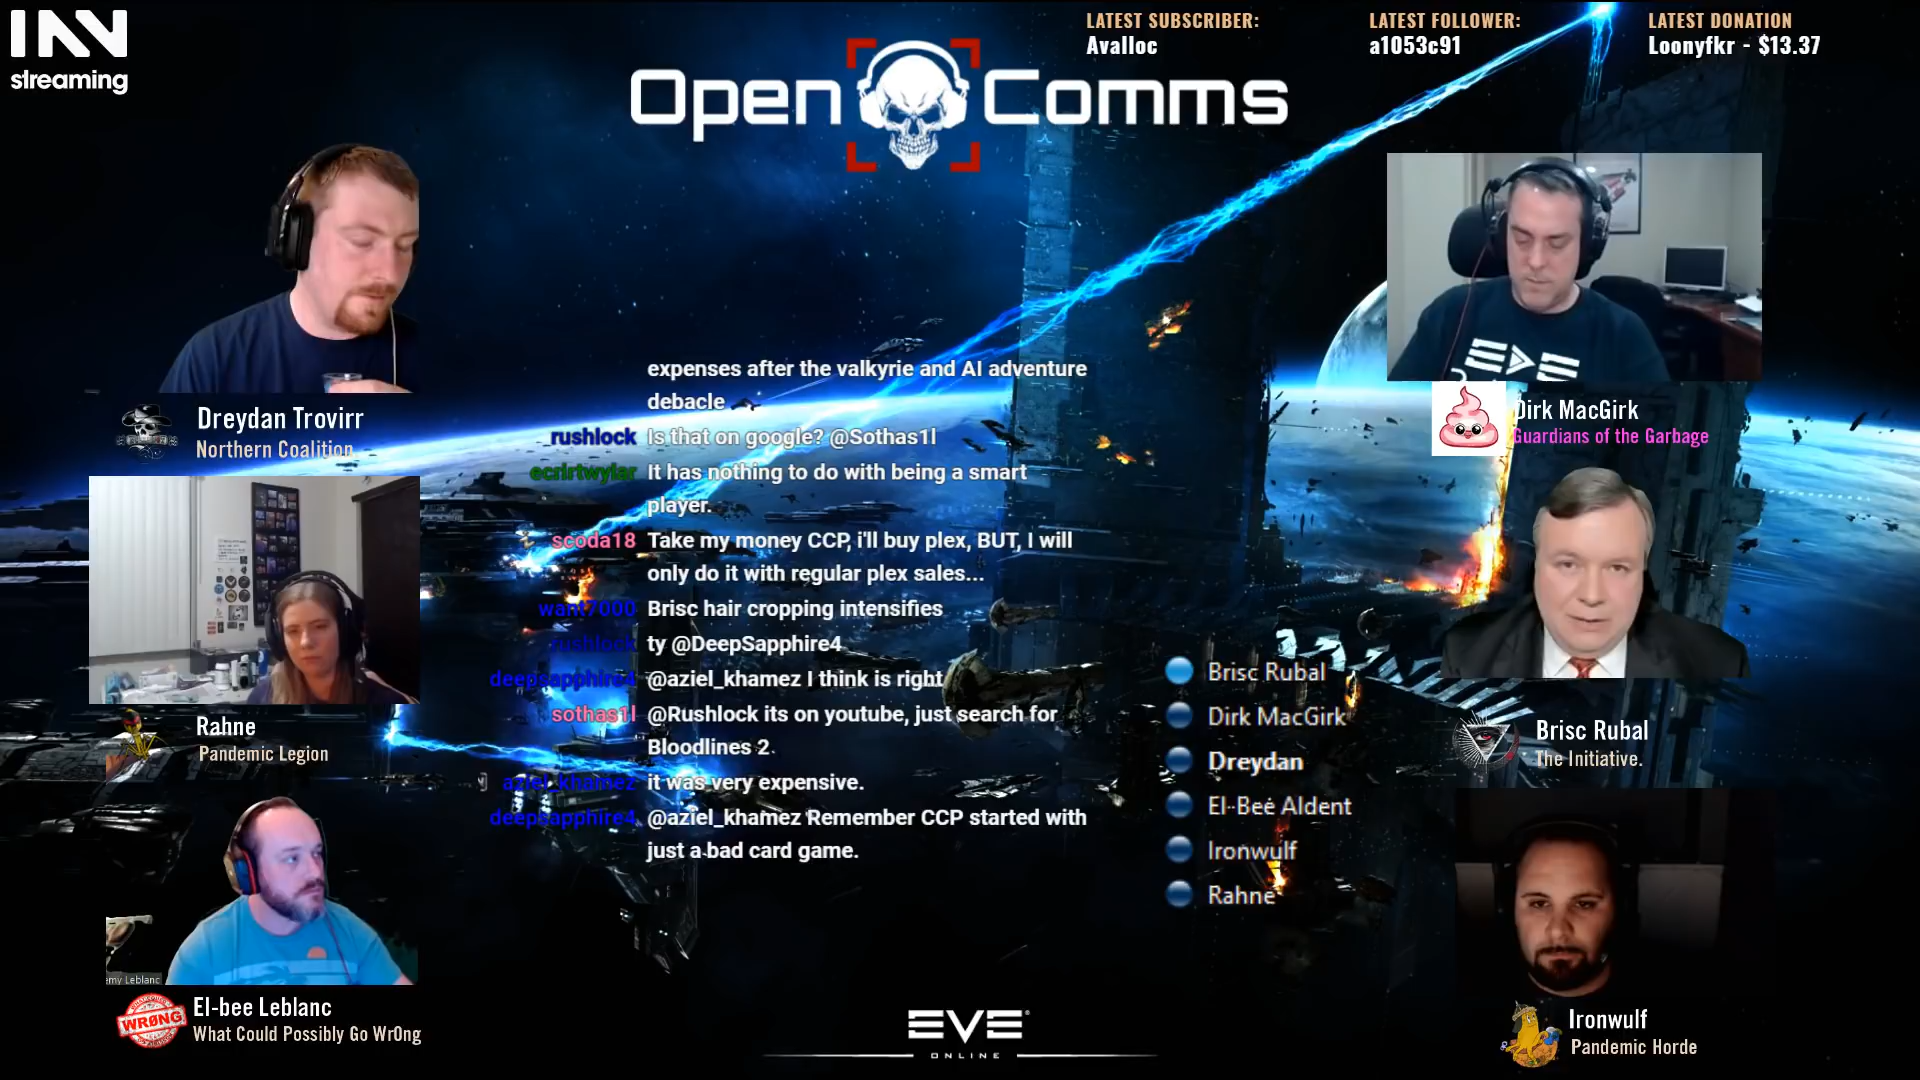 INN
streaming
Open Comms
LATEST SUBSCRIBER:
Avalloc
LATEST FOLLOWER:
a1053c91
LATEST DONATION
Loonyfkr - $13.37
Dreydan Trovirr
Northern Coalition
Dirk MacGirk
Guardians of the Garbage
expenses after the valkyrie and AI adventure
debacle
rushlock Is that on google? @Sothas1l
ecrirtwylar It has nothing to do with being a smart
player.
scoda18 Take my money CCP, i'll buy plex, BUT, I will
only do it with regular plex sales...
want7000 Brisc hair cropping intensifies
rushlock ty @DeepSapphire4
deepsapphire4 @aziel_khamez I think is right
sothas1l @Rushlock its on youtube, just search for
Bloodlines 2
aziel_khamez it was very expensive.
deepsapphire4 @aziel_khamez Remember CCP started with
just a bad card game.
Brisc Rubal
Dirk MacGirk
Dreydan
El-Bee Aldent
Ironwulf
Rahne
Rahne
Pandemic Legion
Brisc Rubal
The Initiative.
emy Leblanc
WRØNG
El-bee Leblanc
What Could Possibly Go Wr0ng
Ironwulf
Pandemic Horde
EVE
ONLINE